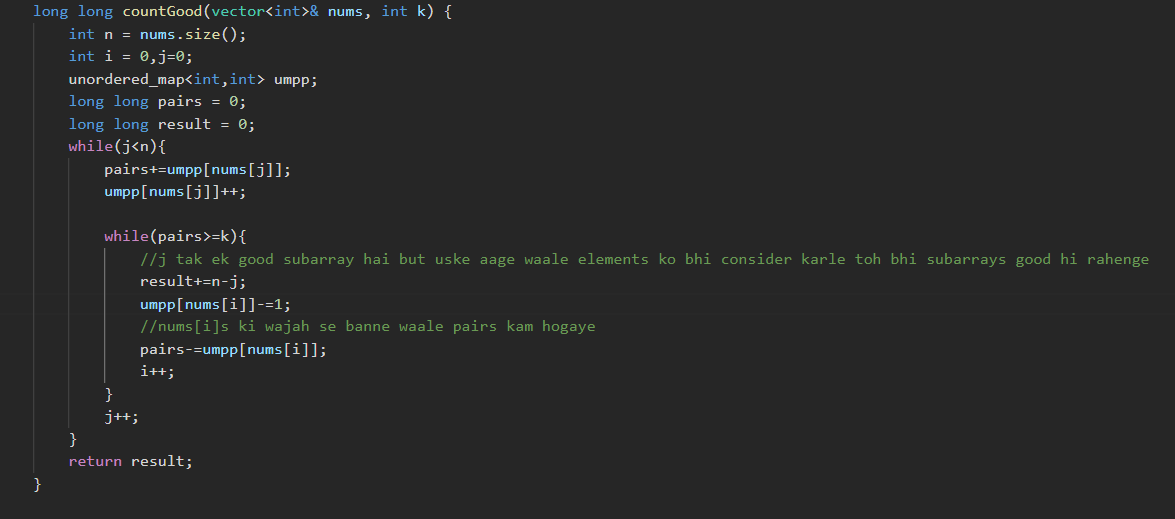 long long countGood(vector<int>& nums, int k) {
int n = nums.size();
int i = 0,j=0;
unordered_map<int,int> umpp;
long long pairs = 0;
long long result = 0;
while(j<n){
pairs+=umpp[nums[j]];
umpp[nums[j]]++;
while(pairs>=k){
//j tak ek good subarray hai but uske aage waale elements ko bhi consider karle toh bhi subarrays good hi rahenge
result+=n-j;
umpp[nums[i]]-=1;
//nums[i]s ki wajah se banne waale pairs kam hogaye
pairs-=umpp[nums[i]];
i++;
}
j++;
}
return result;
}